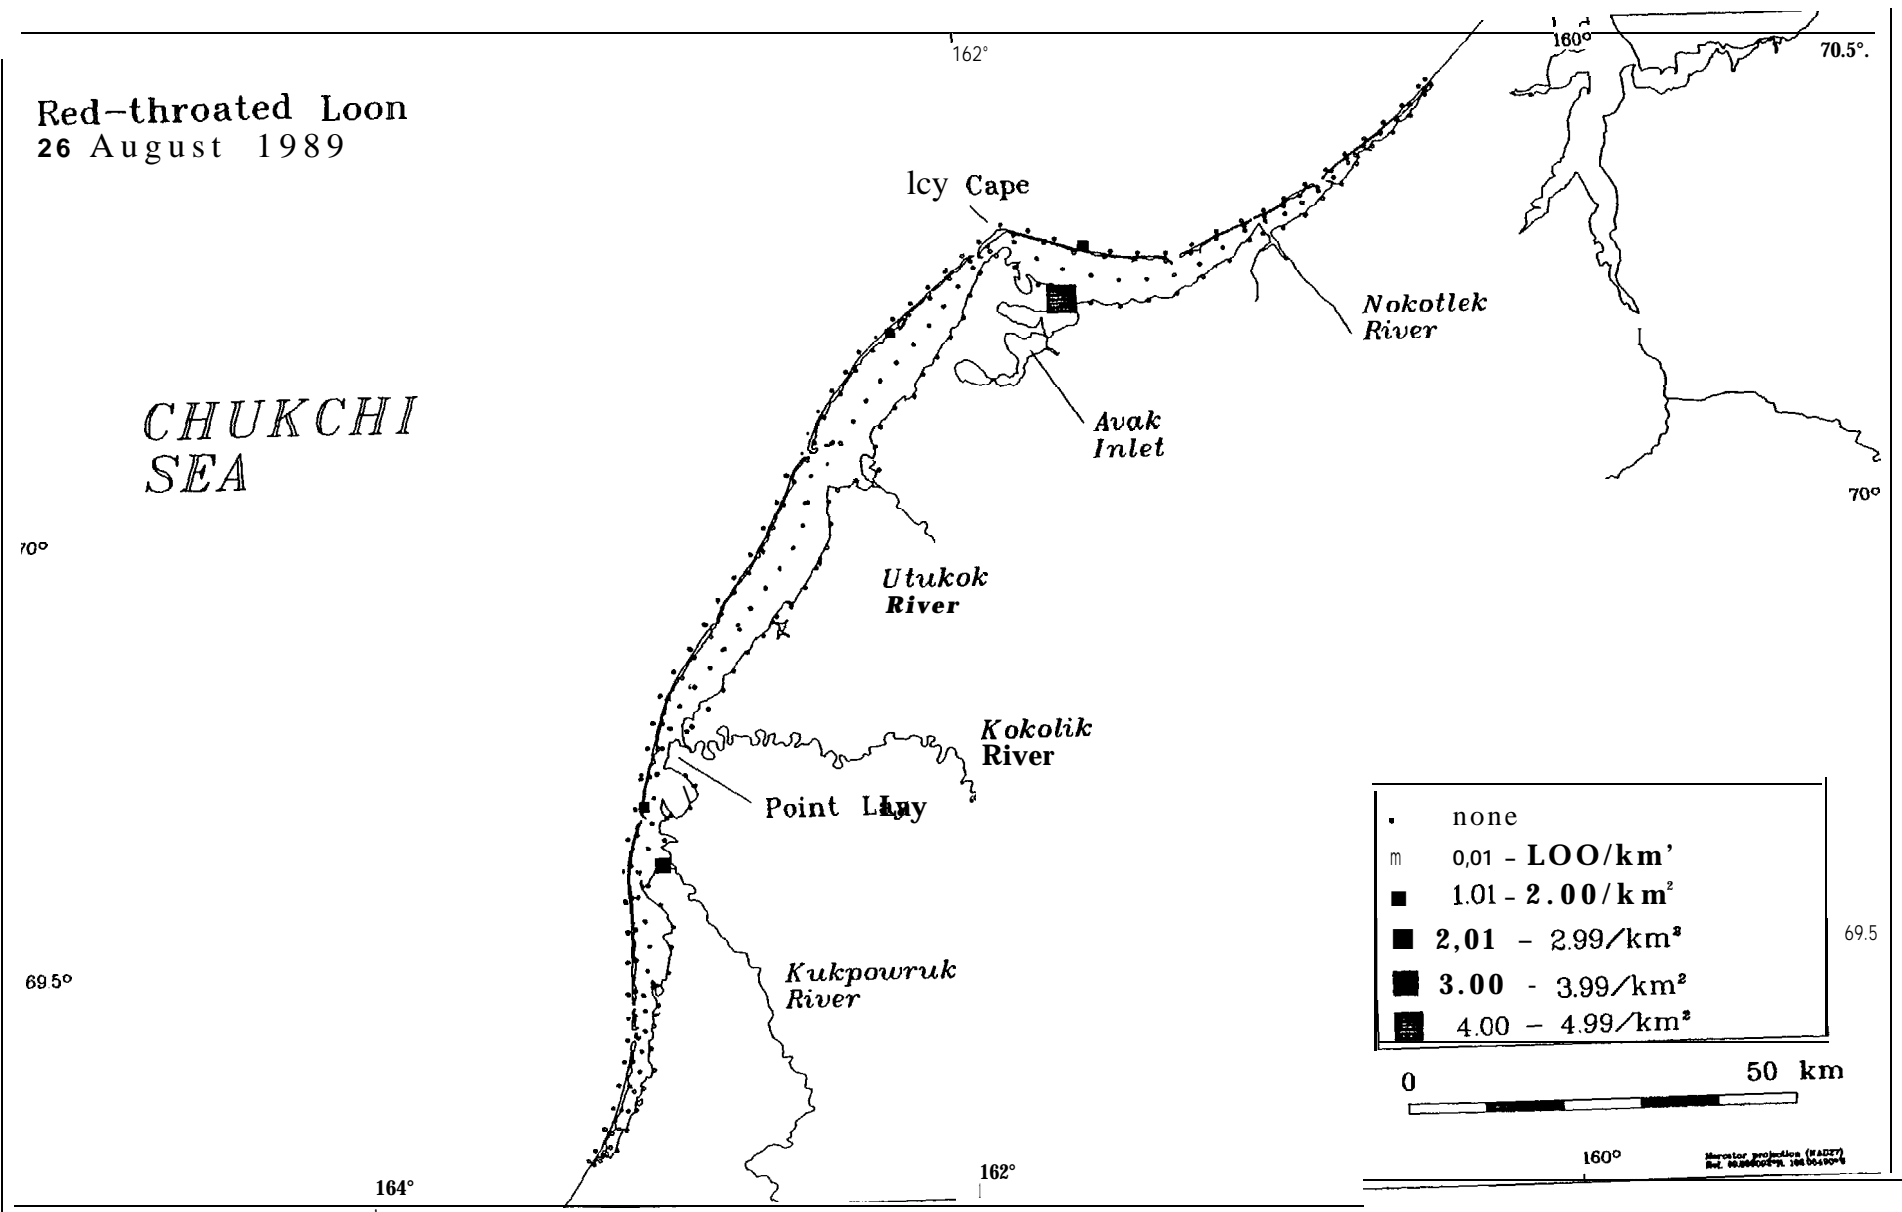 162°
160°
70.5°.
Red-throated Loon
26 August 1989
lcy Cape
Nokotlek
River
CHUKCHI
SEA
Avak
Inlet
70°
70°
Utukok
River
Kokolik
River
Point Lay
none
m 0,01 – LOO/km'
1.01 – 2.00/km²
2,01 – 2.99/km²
3.00 - 3.99/km²
4.00 – 4.99/km²
69.5
69.5°
Kukpowruk
River
0 50 km
160°
Mercator projection (NAD27)
162°
164°